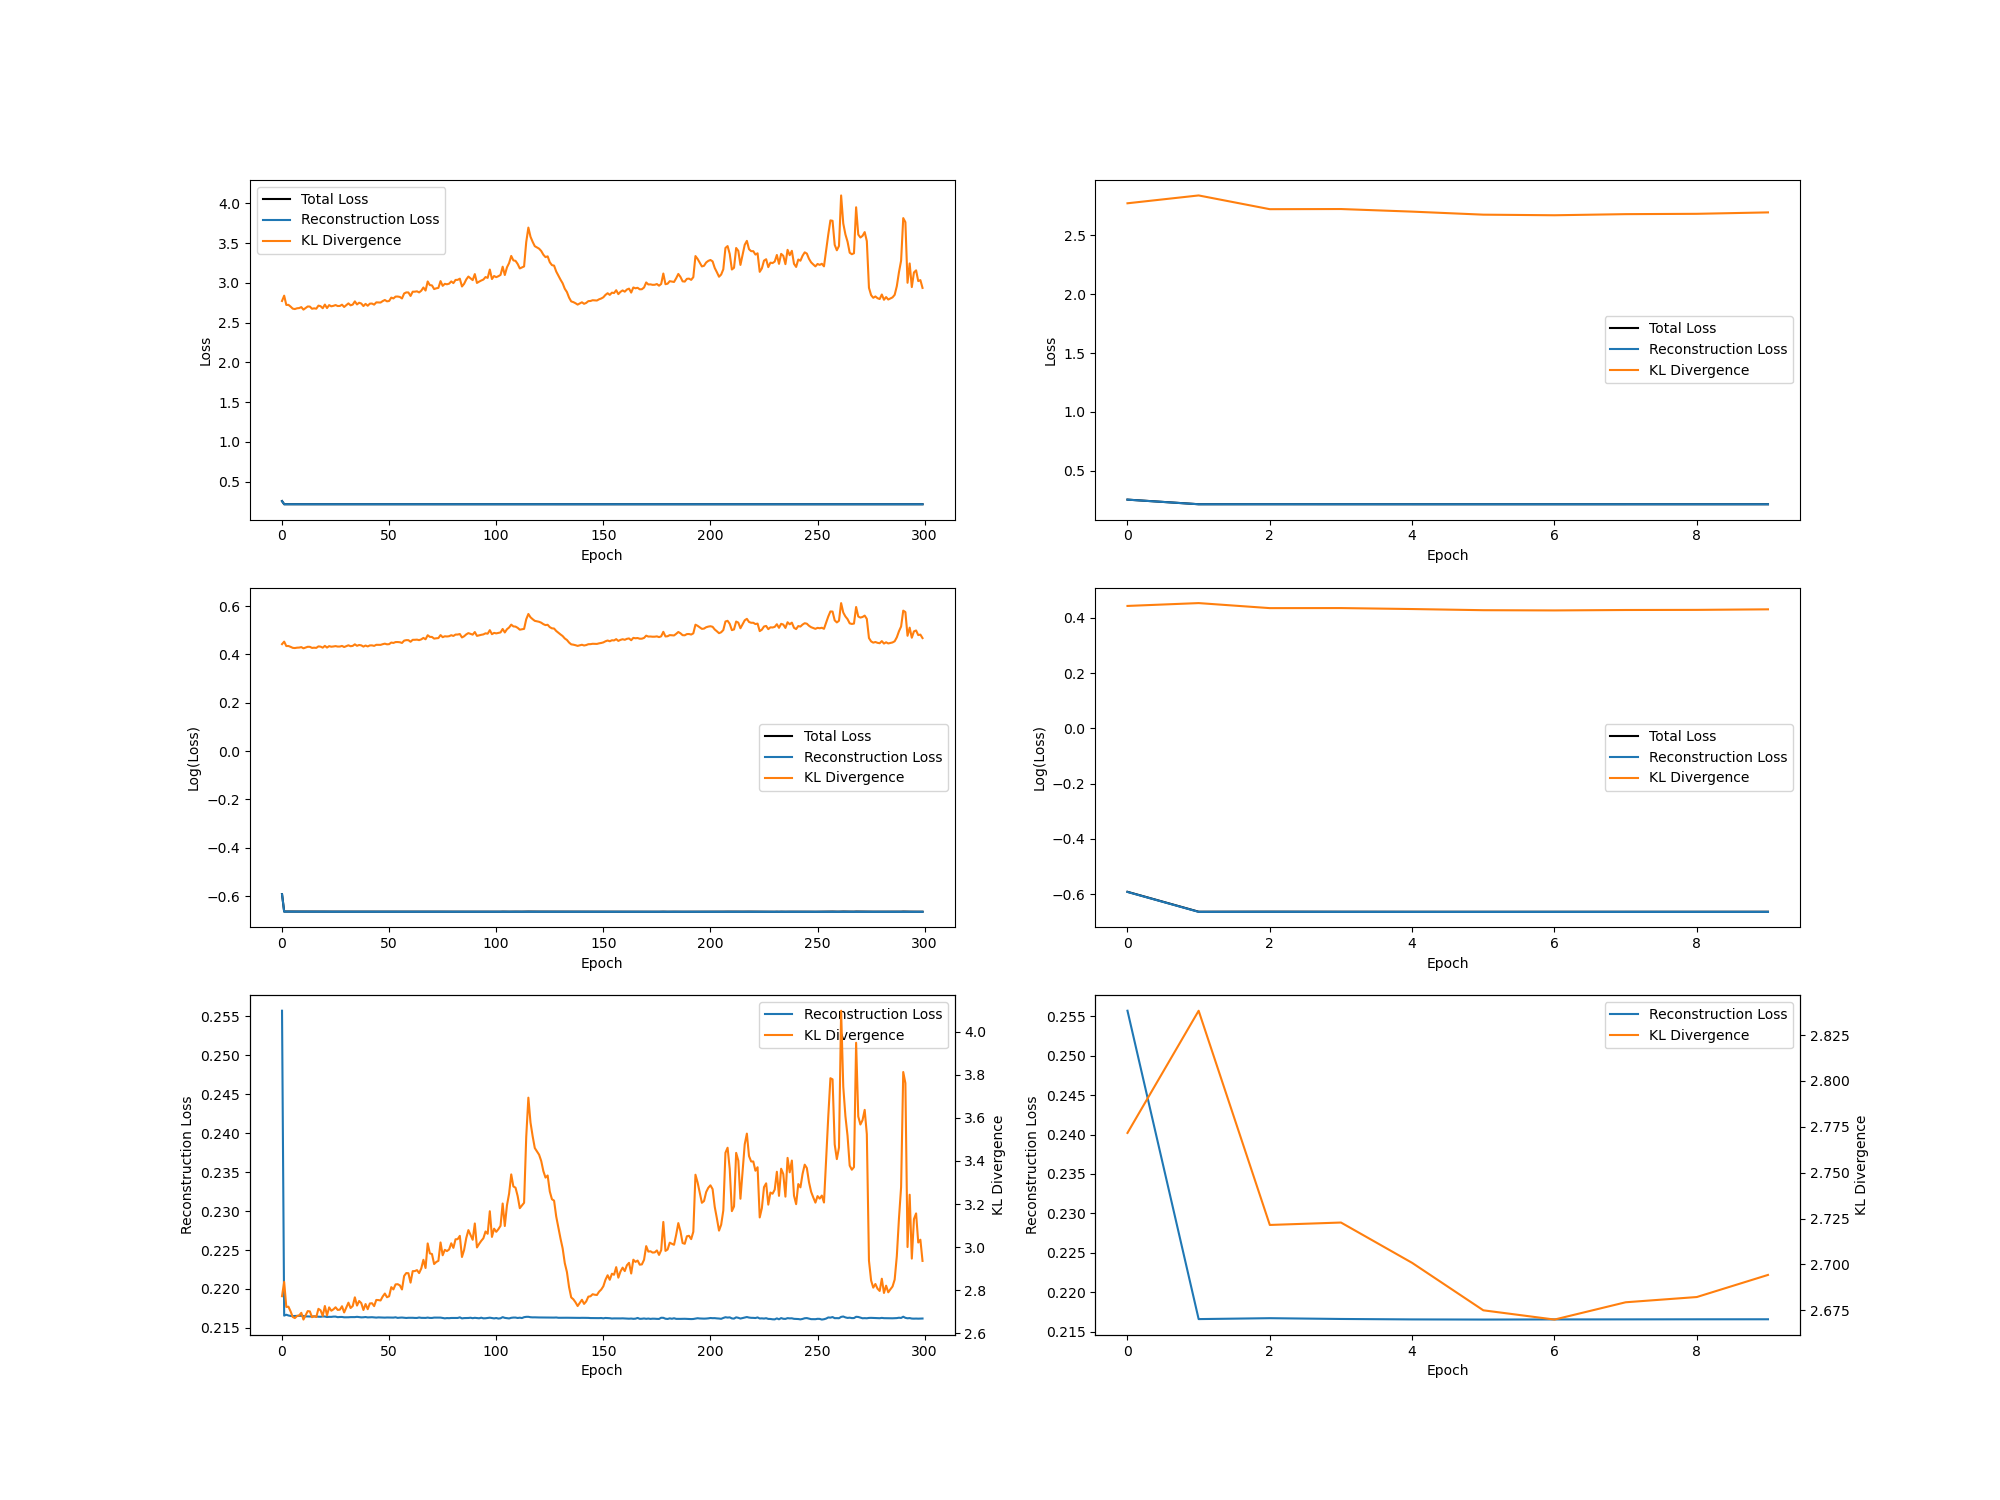 Total Loss
Reconstruction Loss
KL Divergence
4.0
3.5
3.0
2.5
2.0
1.5
1.0
0.5
Loss
0 50 100 150 200 250 300
Epoch
2.5
2.0
1.5
1.0
0.5
Loss
Total Loss
Reconstruction Loss
KL Divergence
0 2 4 6 8
Epoch
0.6
0.4
0.2
0.0
−0.2
−0.4
−0.6
Log(Loss)
Total Loss
Reconstruction Loss
KL Divergence
0 50 100 150 200 250 300
Epoch
0.4
0.2
0.0
−0.2
−0.4
−0.6
Log(Loss)
Total Loss
Reconstruction Loss
KL Divergence
0 2 4 6 8
Epoch
0.255
0.250
0.245
0.240
0.235
0.230
0.225
0.220
0.215
Reconstruction Loss
Reconstruction Loss
KL Divergence
4.0
3.8
3.6
3.4
3.2
3.0
2.8
2.6
KL Divergence
0 50 100 150 200 250 300
Epoch
0.255
0.250
0.245
0.240
0.235
0.230
0.225
0.220
0.215
Reconstruction Loss
Reconstruction Loss
KL Divergence
2.825
2.800
2.775
2.750
2.725
2.700
2.675
KL Divergence
0 2 4 6 8
Epoch